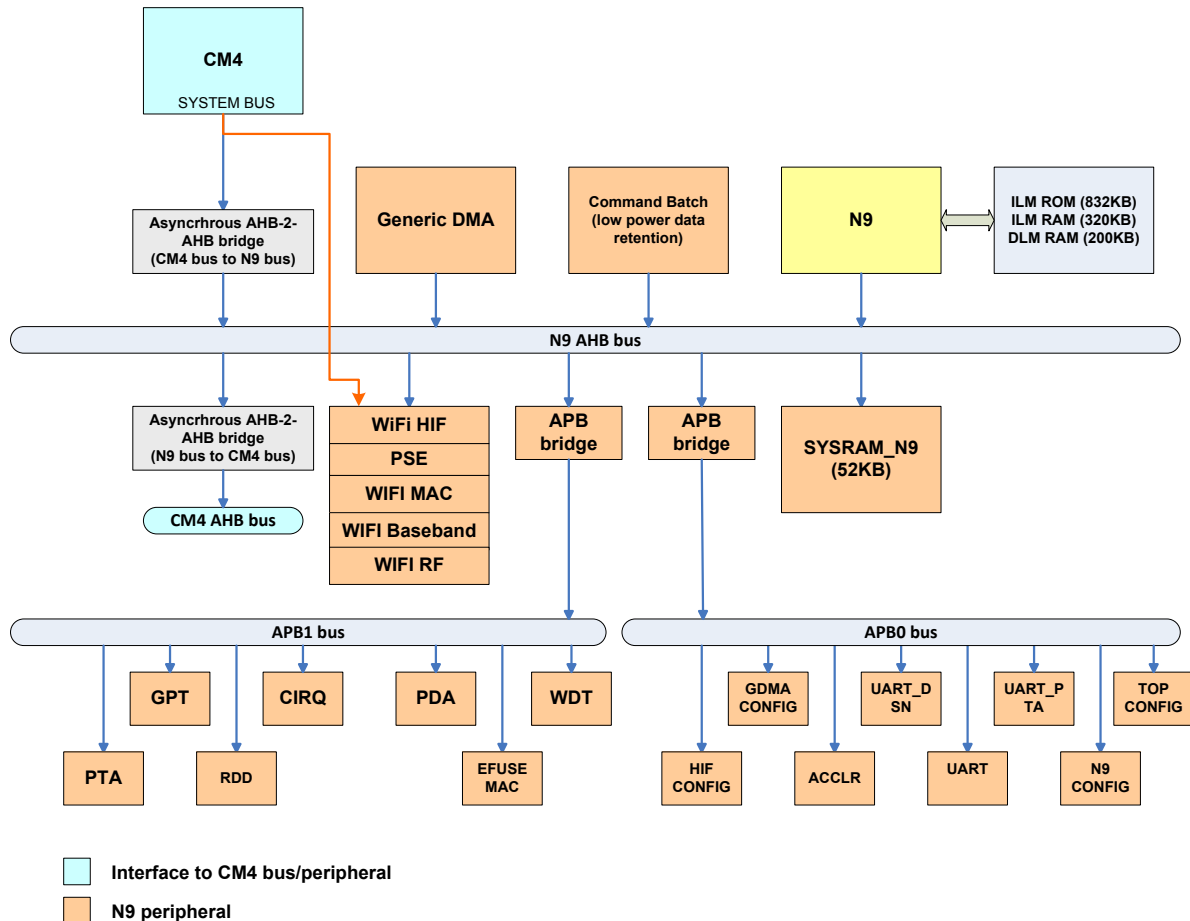 CM4
SYSTEM BUS
Asyncrhrous AHB-2-
AHB bridge
(CM4 bus to N9 bus)
Generic DMA
Command Batch
(low power data
retention)
N9
ILM ROM (832KB)
ILM RAM (320KB)
DLM RAM (200KB)
N9 AHB bus
Asyncrhrous AHB-2-
AHB bridge
(N9 bus to CM4 bus)
CM4 AHB bus
WiFi HIF
PSE
WIFI MAC
WIFI Baseband
WIFI RF
APB
bridge
APB
bridge
SYSRAM_N9
(52KB)
APB1 bus
APB0 bus
GPT
CIRQ
PDA
WDT
PTA
RDD
EFUSE
MAC
GDMA
CONFIG
UART_D
SN
UART_P
TA
TOP
CONFIG
HIF
CONFIG
ACCLR
UART
N9
CONFIG
Interface to CM4 bus/peripheral
N9 peripheral